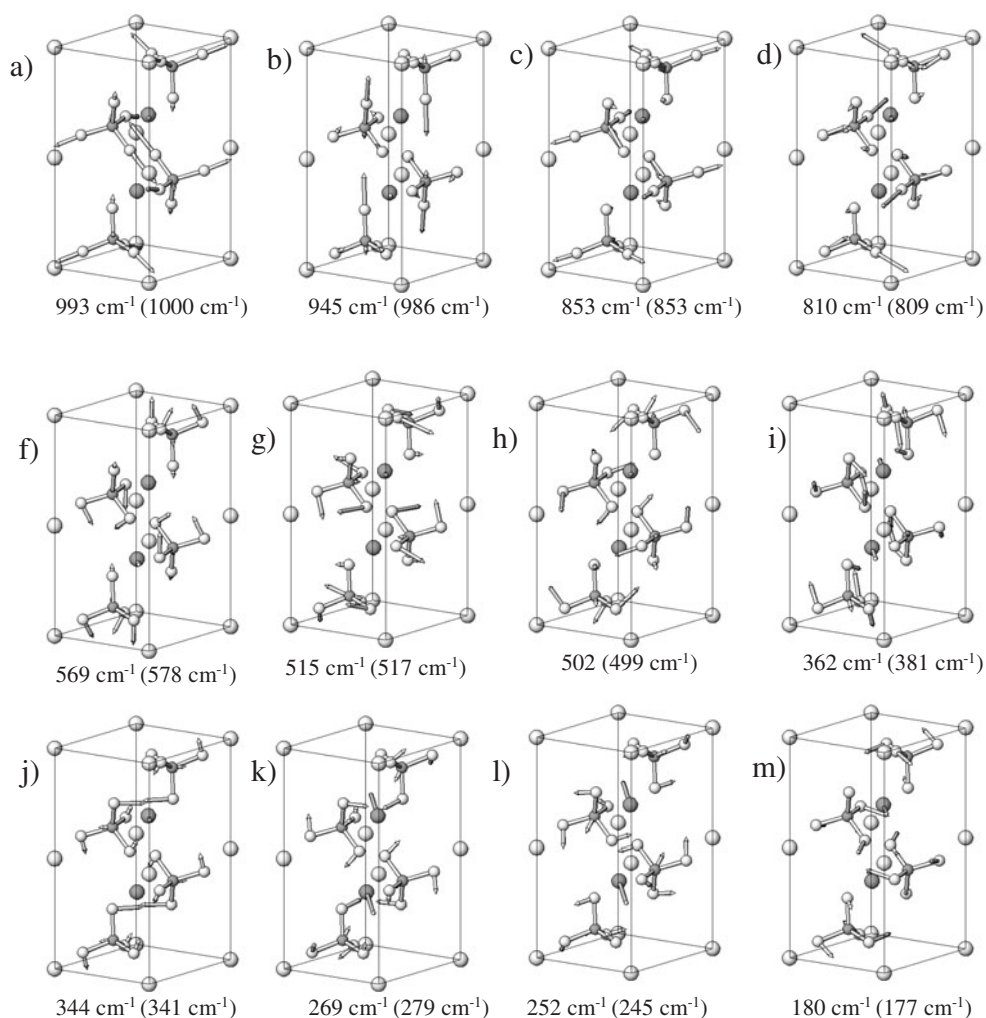 a)
b)
c)
d)
993 cm⁻¹ (1000 cm⁻¹)
945 cm⁻¹ (986 cm⁻¹)
853 cm⁻¹ (853 cm⁻¹)
810 cm⁻¹ (809 cm⁻¹)
f)
g)
h)
i)
569 cm⁻¹ (578 cm⁻¹)
515 cm⁻¹ (517 cm⁻¹)
502 (499 cm⁻¹)
362 cm⁻¹ (381 cm⁻¹)
j)
k)
l)
m)
344 cm⁻¹ (341 cm⁻¹)
269 cm⁻¹ (279 cm⁻¹)
252 cm⁻¹ (245 cm⁻¹)
180 cm⁻¹ (177 cm⁻¹)